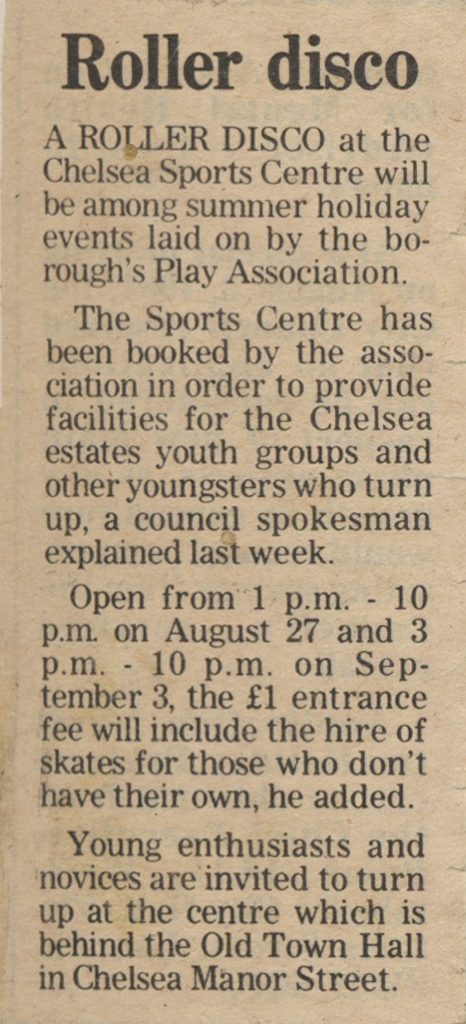 Roller disco
A ROLLER DISCO at the
Chelsea Sports Centre will
be among summer holiday
events laid on by the bo-
rough's Play Association.
The Sports Centre has
been booked by the asso-
ciation in order to provide
facilities for the Chelsea
estates youth groups and
other youngsters who turn
up, a council spokesman
explained last week.
Open from 1 p.m. - 10
p.m. on August 27 and 3
p.m. - 10 p.m. on Sep-
tember 3, the £1 entrance
fee will include the hire of
skates for those who don't
have their own, he added.
Young enthusiasts and
novices are invited to turn
up at the centre which is
behind the Old Town Hall
in Chelsea Manor Street.